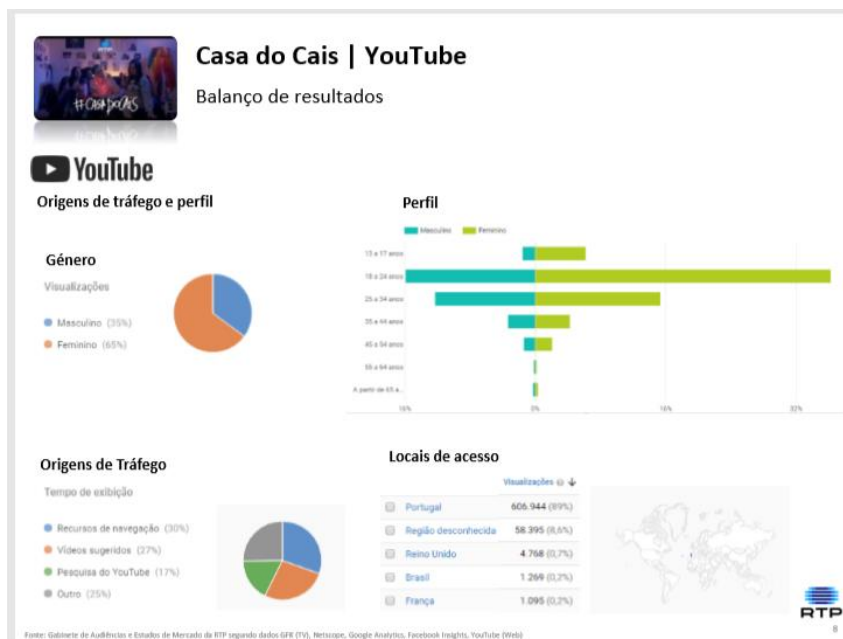 Casa do Cais | YouTube
Balanço de resultados
#CASADOCAIS
YouTube
Origens de tráfego e perfil
Género
Visualizações
Masculino (35%)
Feminino (65%)
Perfil
Masculino Feminino
13 a 17 anos
18 a 24 anos
25 a 34 anos
35 a 44 anos
45 a 54 anos
55 a 64 anos
A partir de 65 a...
16% 0% 16% 32%
Origens de Tráfego
Tempo de exibição
Recursos de navegação (30%)
Vídeos sugeridos (27%)
Pesquisa do YouTube (17%)
Outro (25%)
Locais de acesso
Visualizações
Portugal 606.944 (89%)
Região desconhecida 58.395 (8,6%)
Reino Unido 4.768 (0,7%)
Brasil 1.269 (0,2%)
França 1.095 (0,2%)
RTP
8
Fonte: Gabinete de Audiências e Estudos de Mercado da RTP segundo dados GFK (TV), Netscope, Google Analytics, Facebook Insights, YouTube (Web)